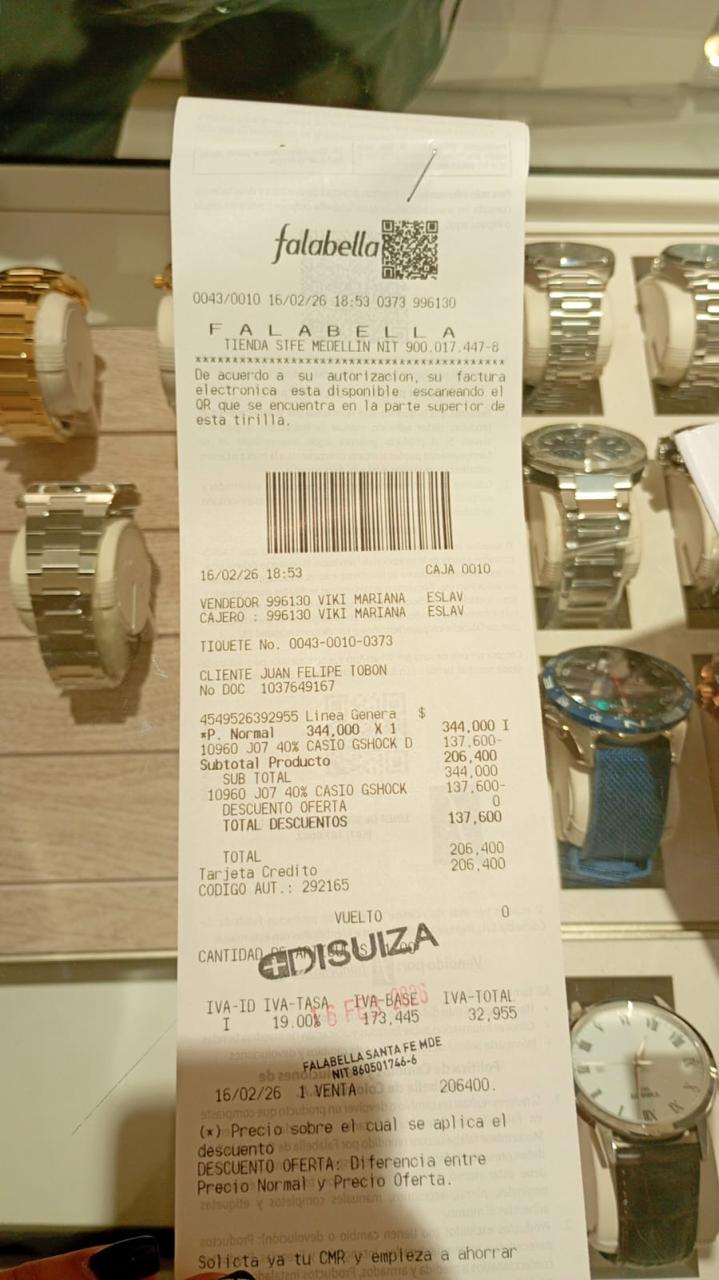 falabella
0043/0010 16/02/26 18:53 0373 996130
F A L A B E L L A
TIENDA STFE MEDELLIN NIT 900.017.447-8
De acuerdo a su autorizacion, su factura
electronica esta disponible escaneando el
QR que se encuentra en la parte superior de
esta tirilla.
16/02/26 18:53 CAJA 0010
VENDEDOR 996130 VIKI MARIANA ESLAV
CAJERO : 996130 VIKI MARIANA ESLAV
TIQUETE No. 0043-0010-0373
CLIENTE JUAN FELIPE TOBON
No DOC 1037649167
4549526392955 Linea Genera $
*P. Normal 344,000 X 1 344,000 I
10960 J07 40% CASIO GSHOCK D 137,600-
Subtotal Producto 206,400
SUB TOTAL 344,000
10960 J07 40% CASIO GSHOCK 137,600-
DESCUENTO OFERTA 0
TOTAL DESCUENTOS 137,600
TOTAL 206,400
Tarjeta Credito 206,400
CODIGO AUT.: 292165
VUELTO 0
CANTIDAD
DISUIZA
IVA-ID IVA-TASA IVA-BASE IVA-TOTAL
I 19.00% 173,445 32,955
FALABELLA SANTA FE MDE
NIT 860501746-6
16/02/26 1 VENTA 206400.
(*) Precio sobre el cual se aplica el
descuento
DESCUENTO OFERTA: Diferencia entre
Precio Normal y Precio Oferta.
Solicta ya tu CMR y empieza a ahorrar